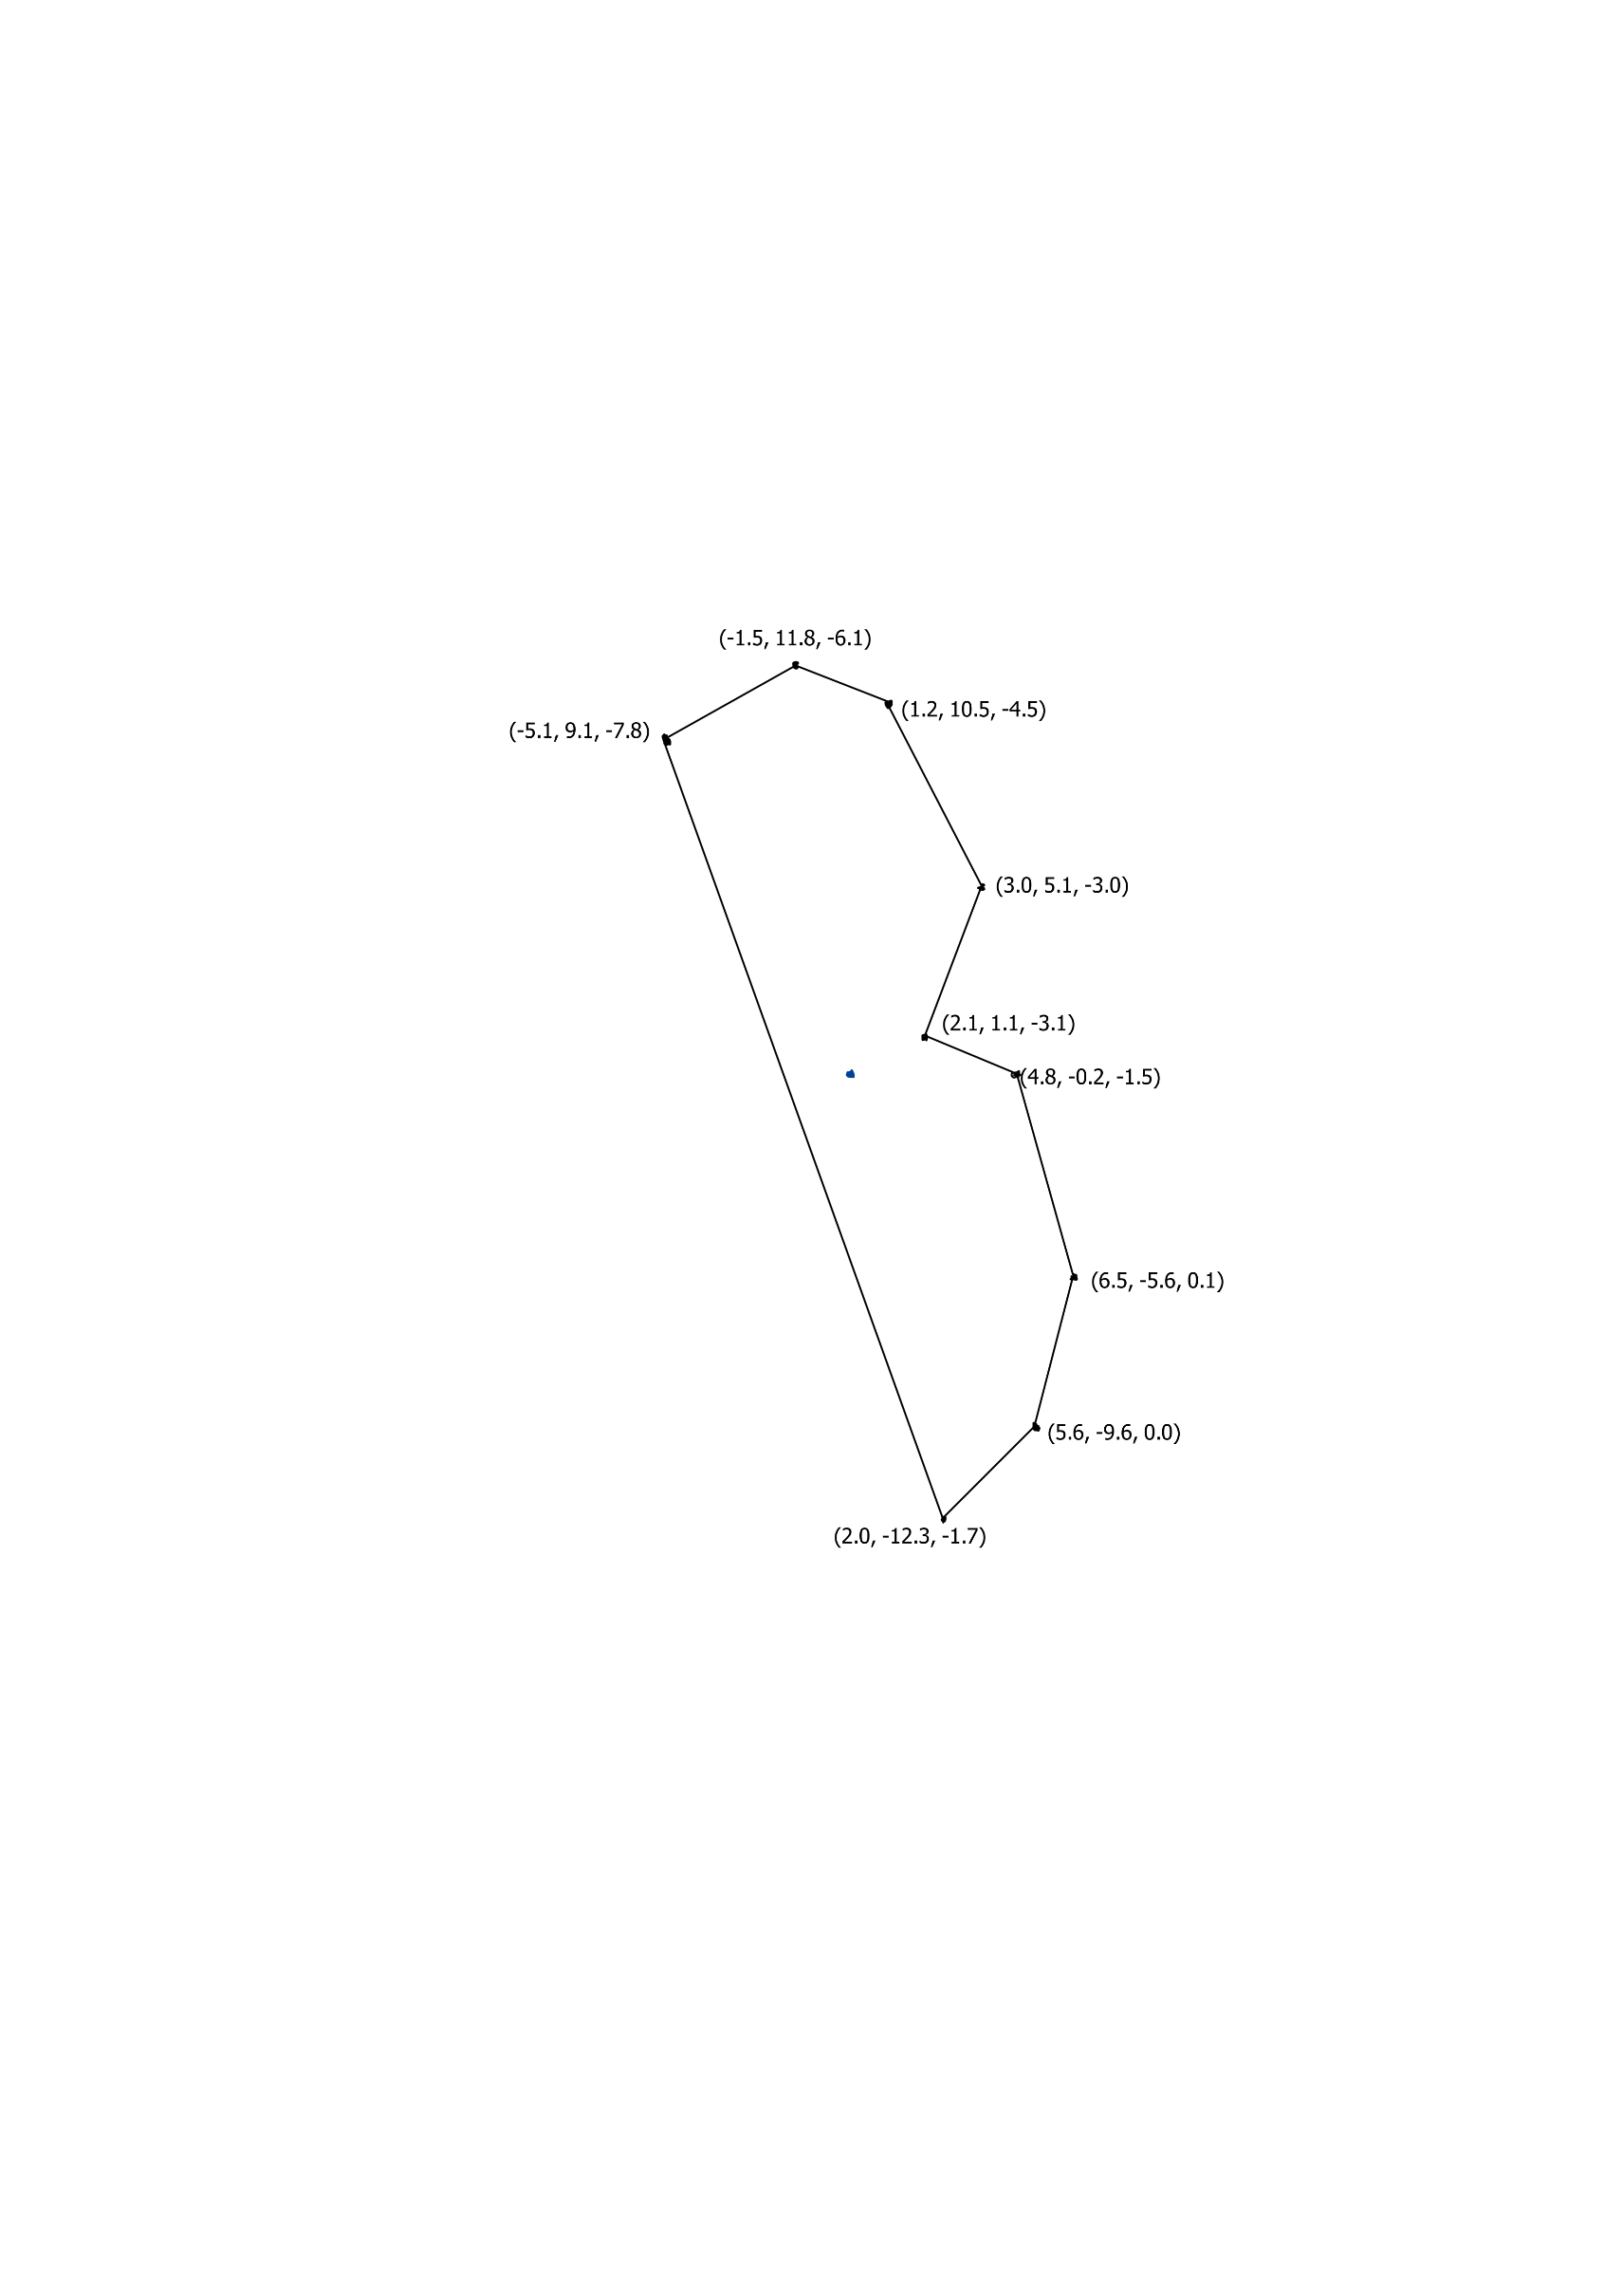 (-1.5, 11.8, -6.1)
(1.2, 10.5, -4.5)
(-5.1, 9.1, -7.8)
(3.0, 5.1, -3.0)
(2.1, 1.1, -3.1)
(4.8, -0.2, -1.5)
(6.5, -5.6, 0.1)
(5.6, -9.6, 0.0)
(2.0, -12.3, -1.7)